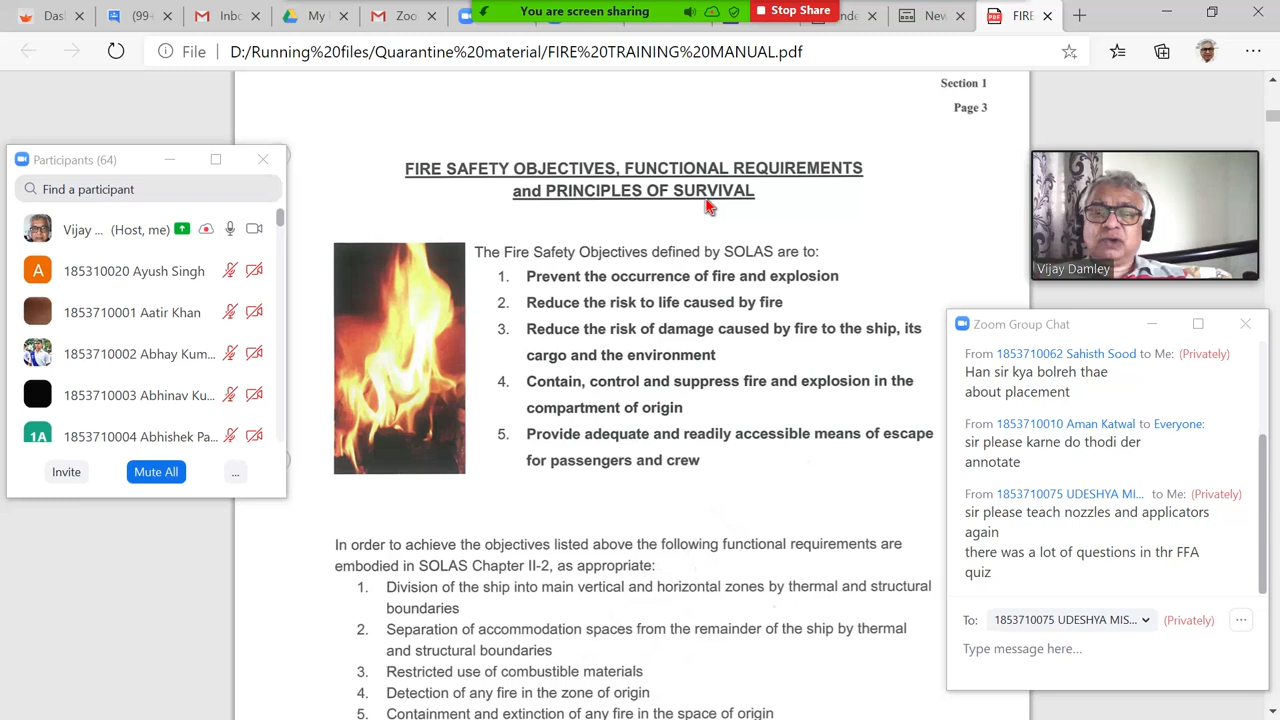 Da
(99
Inbo
My
Zoo
You are screen sharing
Stop Share
nde
New
PDF
FIRE
File
D:/Running%20files/Quarantine%20material/FIRE%20TRAINING%20MANUAL.pdf
Section 1
Page 3
FIRE SAFETY OBJECTIVES, FUNCTIONAL REQUIREMENTS
and PRINCIPLES OF SURVIVAL
The Fire Safety Objectives defined by SOLAS are to:
1. Prevent the occurrence of fire and explosion
2. Reduce the risk to life caused by fire
3. Reduce the risk of damage caused by fire to the ship, its
cargo and the environment
4. Contain, control and suppress fire and explosion in the
compartment of origin
5. Provide adequate and readily accessible means of escape
for passengers and crew
In order to achieve the objectives listed above the following functional requirements are
embodied in SOLAS Chapter II-2, as appropriate:
1. Division of the ship into main vertical and horizontal zones by thermal and structural
boundaries
2. Separation of accommodation spaces from the remainder of the ship by thermal
and structural boundaries
3. Restricted use of combustible materials
4. Detection of any fire in the zone of origin
5. Containment and extinction of any fire in the space of origin
Participants (64)
Find a participant
Vijay ... (Host, me)
A
185310020 Ayush Singh
1853710001 Aatir Khan
1853710002 Abhay Kum...
1853710003 Abhinav Ku...
1A
1853710004 Abhishek Pa...
Invite
Mute All
...
Vijay Damley
Zoom Group Chat
From 1853710062 Sahisth Sood to Me: (Privately)
Han sir kya bolreh thae
about placement
From 1853710010 Aman Katwal to Everyone:
sir please karne do thodi der
annotate
From 1853710075 UDESHYA MI... to Me: (Privately)
sir please teach nozzles and applicators
again
there was a lot of questions in thr FFA
quiz
To: 1853710075 UDESHYA MIS... (Privately)
Type message here...